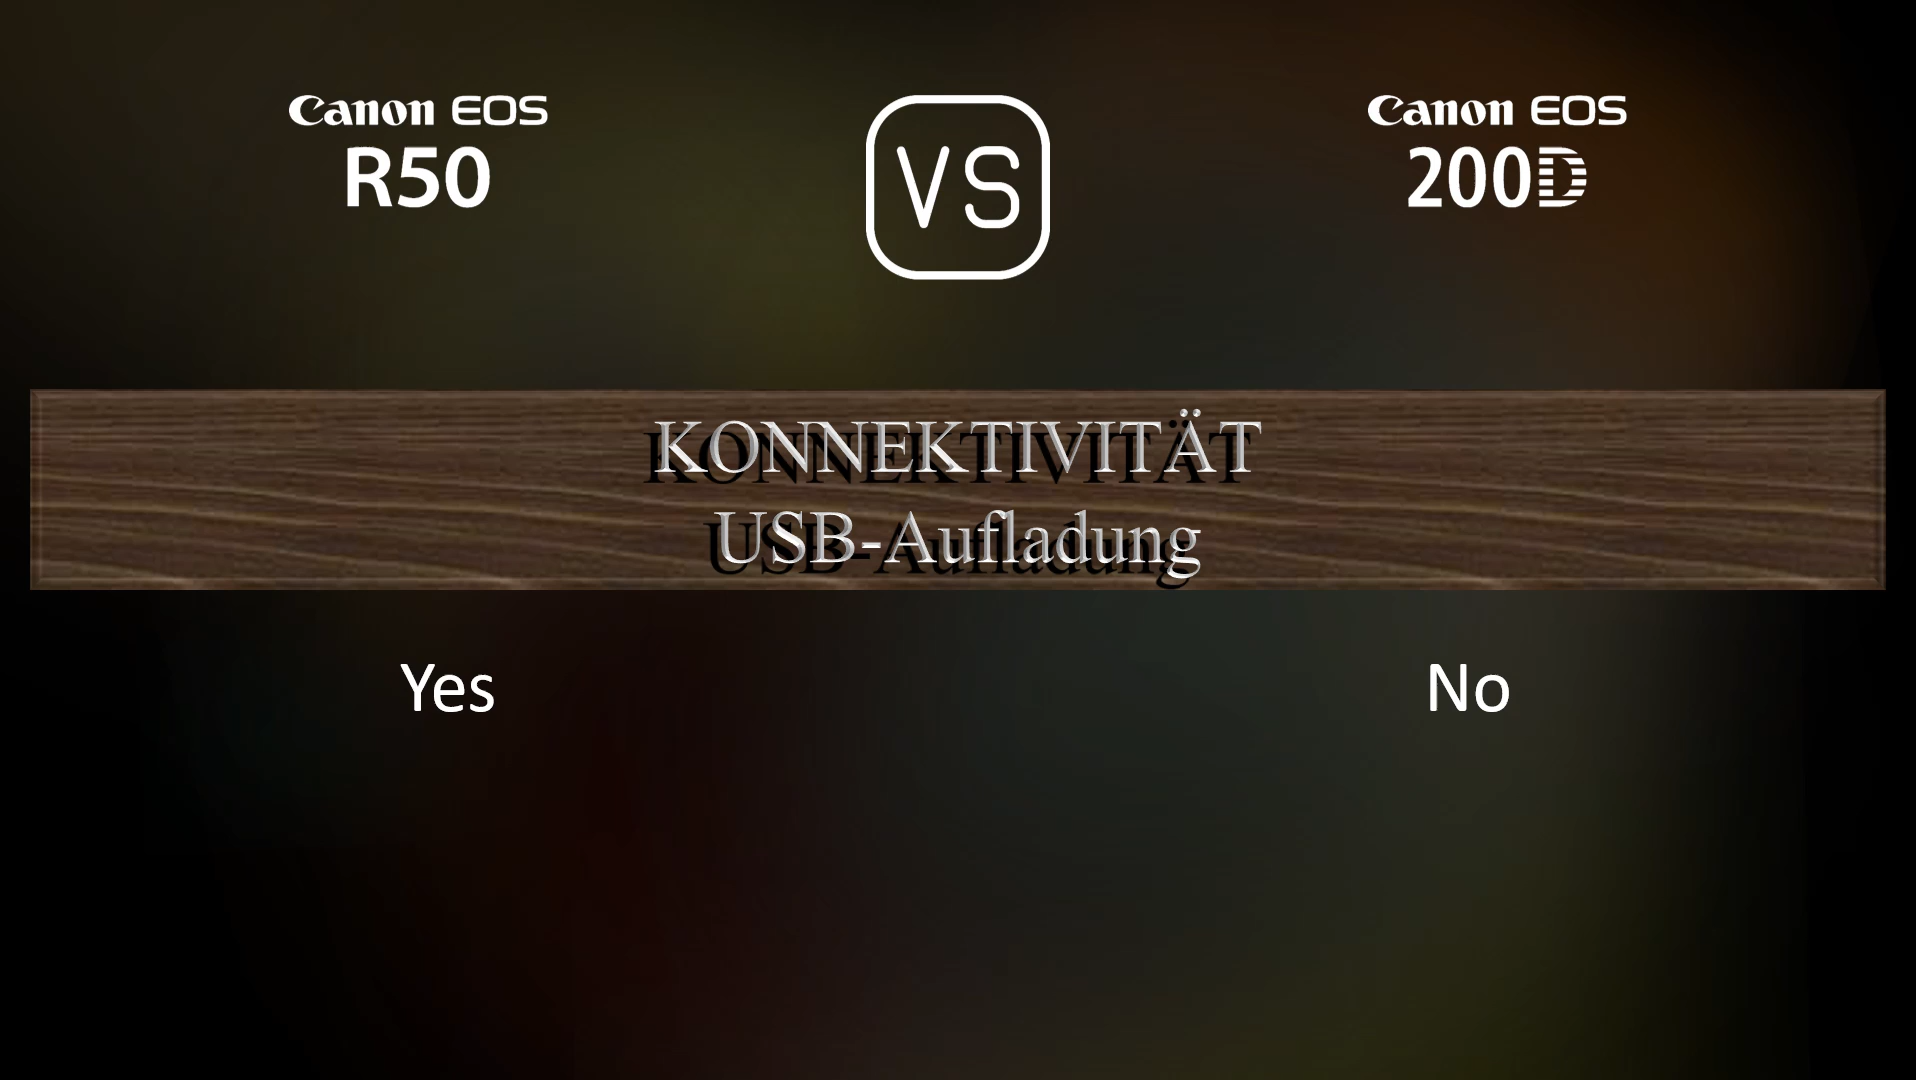 Canon EOS
R50
VS
Canon EOS
200D
KONNEKTIVITÄT
USB-Aufladung
Yes
No